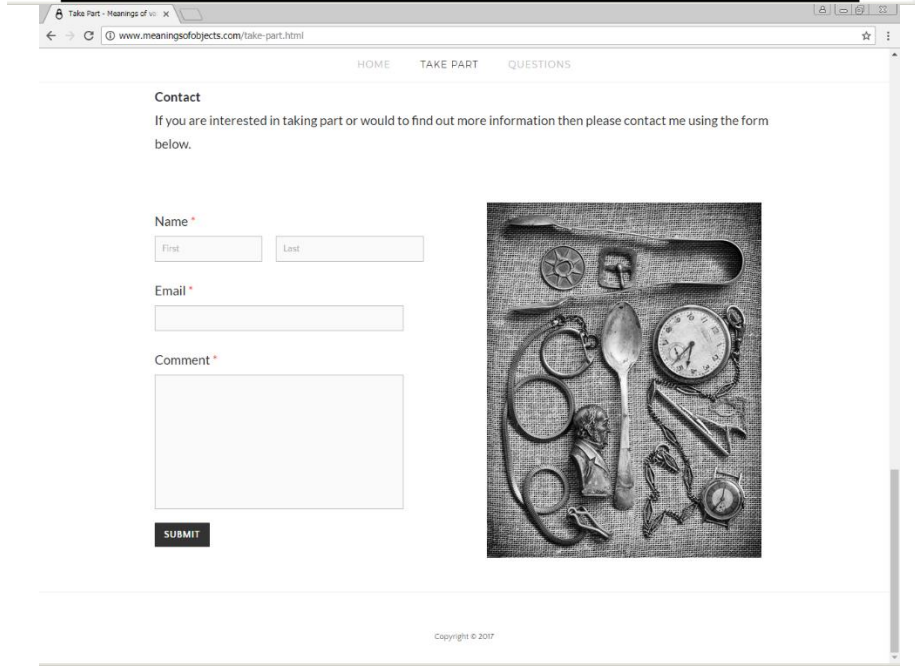 Take Part - Meanings of
www.meaningsofobjects.com/take-part.html
HOME TAKE PART QUESTIONS
Contact
If you are interested in taking part or would to find out more information then please contact me using the form
below.
Name *
First Last
Email *
Comment *
SUBMIT
Copyright © 2017